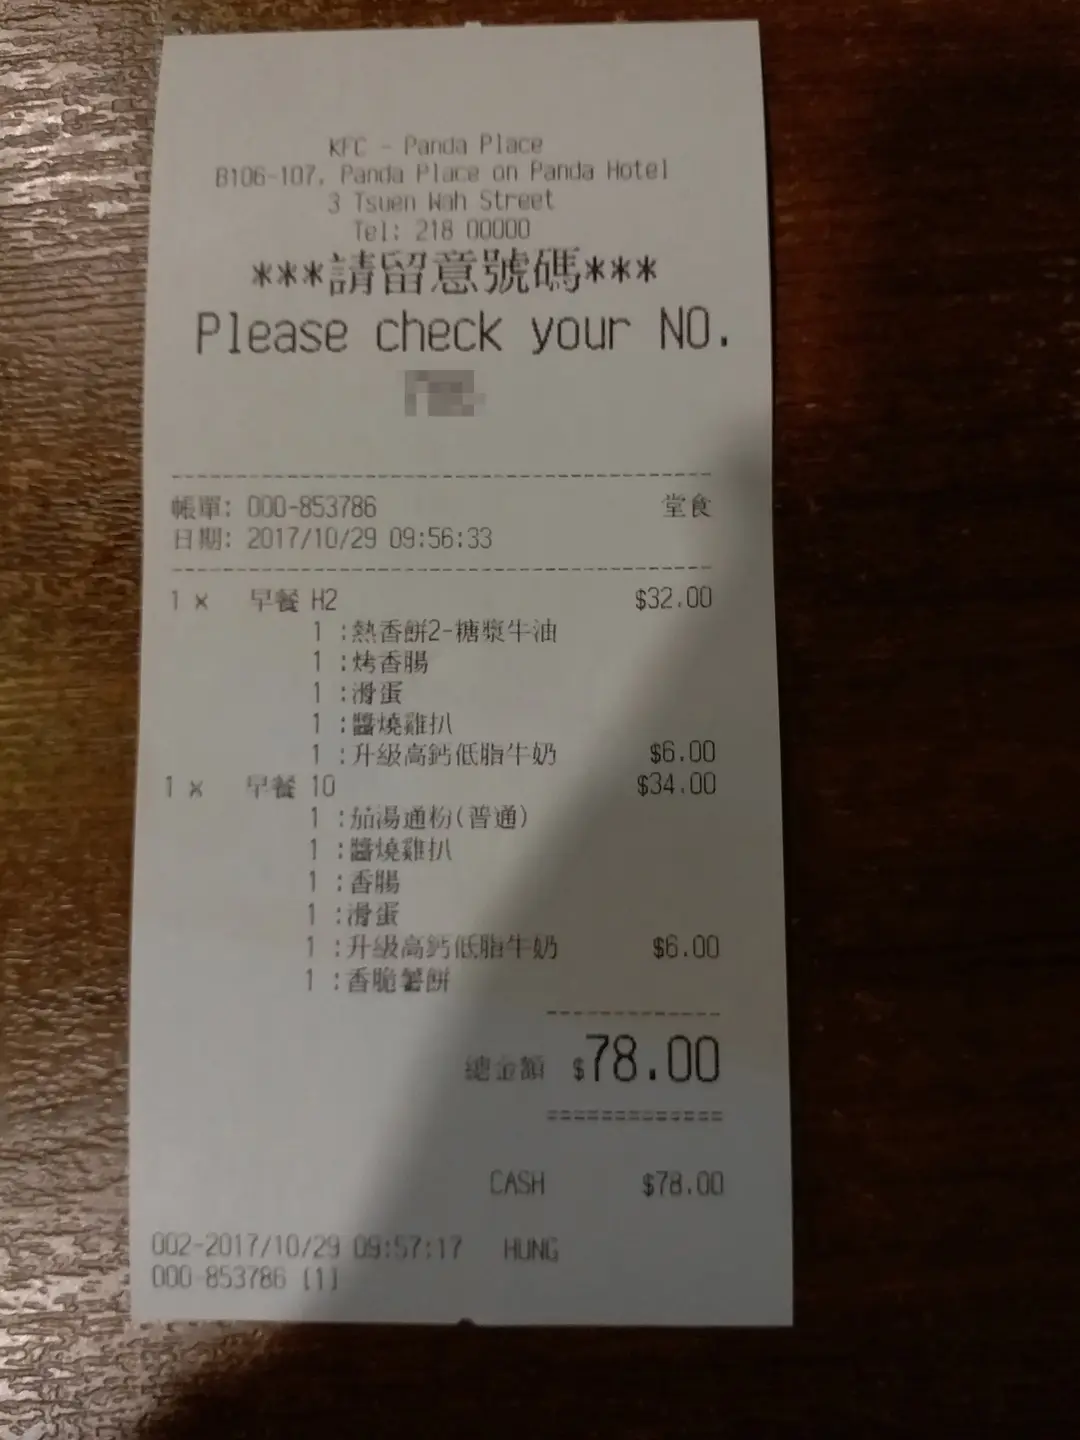 KFC - Panda Place
B106-107, Panda Place on Panda Hotel
3 Tsuen Wah Street
Tel: 218 00000
***請留意號碼***
Please check your NO.
帳單: 000-853786 堂食
日期: 2017/10/29 09:56:33
1 x 早餐 H2 $32.00
1 :熱香餅2-糖漿牛油
1 :烤香腸
1 :滑蛋
1 :醬燒雞扒
1 :升級高鈣低脂牛奶 $6.00
1 x 早餐 10 $34.00
1 :茄湯通粉(普通)
1 :醬燒雞扒
1 :香腸
1 :滑蛋
1 :升級高鈣低脂牛奶 $6.00
1 :香脆薯餅
總金額 $78.00
CASH $78.00
002-2017/10/29 09:57:17 HUNG
000-853786 [1]